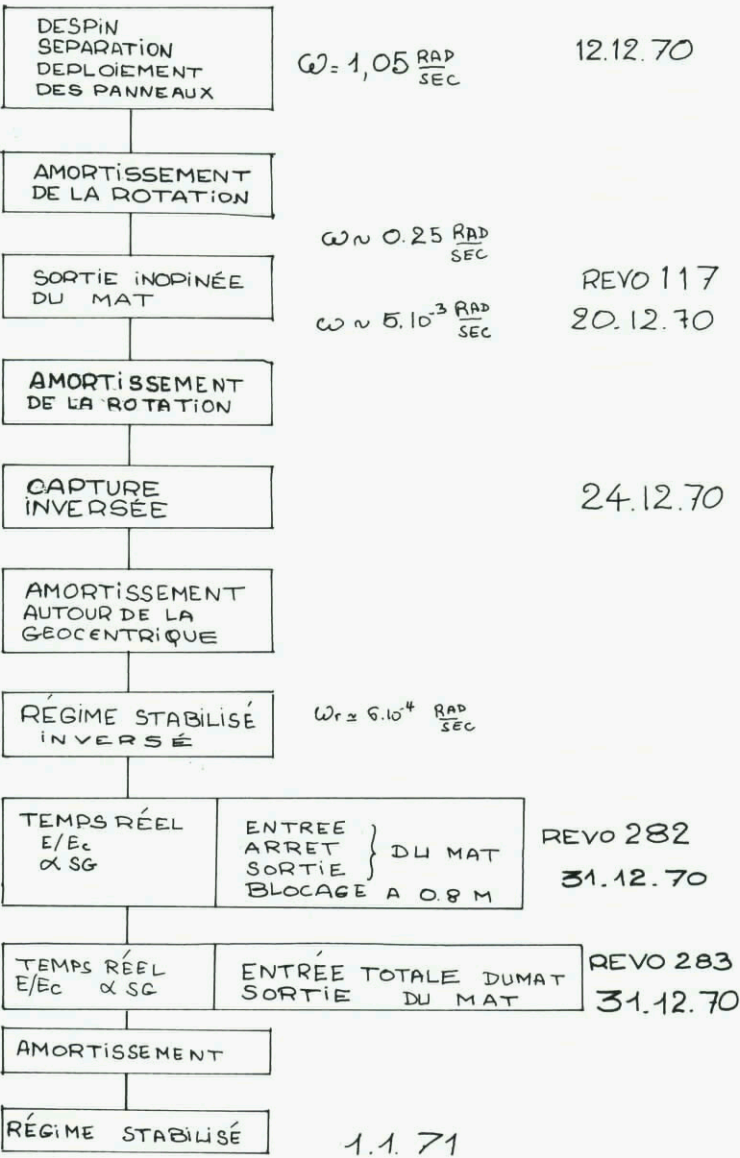 DESPIN
SEPARATION
DEPLOIEMENT
DES PANNEAUX
ω = 1,05 RAD/SEC
12.12.70
AMORTISSEMENT
DE LA ROTATION
ω ~ 0.25 RAD/SEC
SORTIE INOPINÉE
DU MAT
REVO 117
ω ~ 5.10⁻³ RAD/SEC
20.12.70
AMORTISSEMENT
DE LA ROTATION
CAPTURE
INVERSÉE
24.12.70
AMORTISSEMENT
AUTOUR DE LA
GEOCENTRIQUE
RÉGIME STABILISÉ
INVERSÉ
ωr ≃ 6.10⁻⁴ RAD/SEC
TEMPS RÉEL
E/Ec
α SG
ENTREE
ARRET
SORTIE
} DU MAT
BLOCAGE A 0.8 M
REVO 282
31.12.70
TEMPS RÉEL
E/Ec α SG
ENTRÉE TOTALE DU MAT
SORTIE DU MAT
REVO 283
31.12.70
AMORTISSEMENT
RÉGIME STABILISÉ
1.1.71